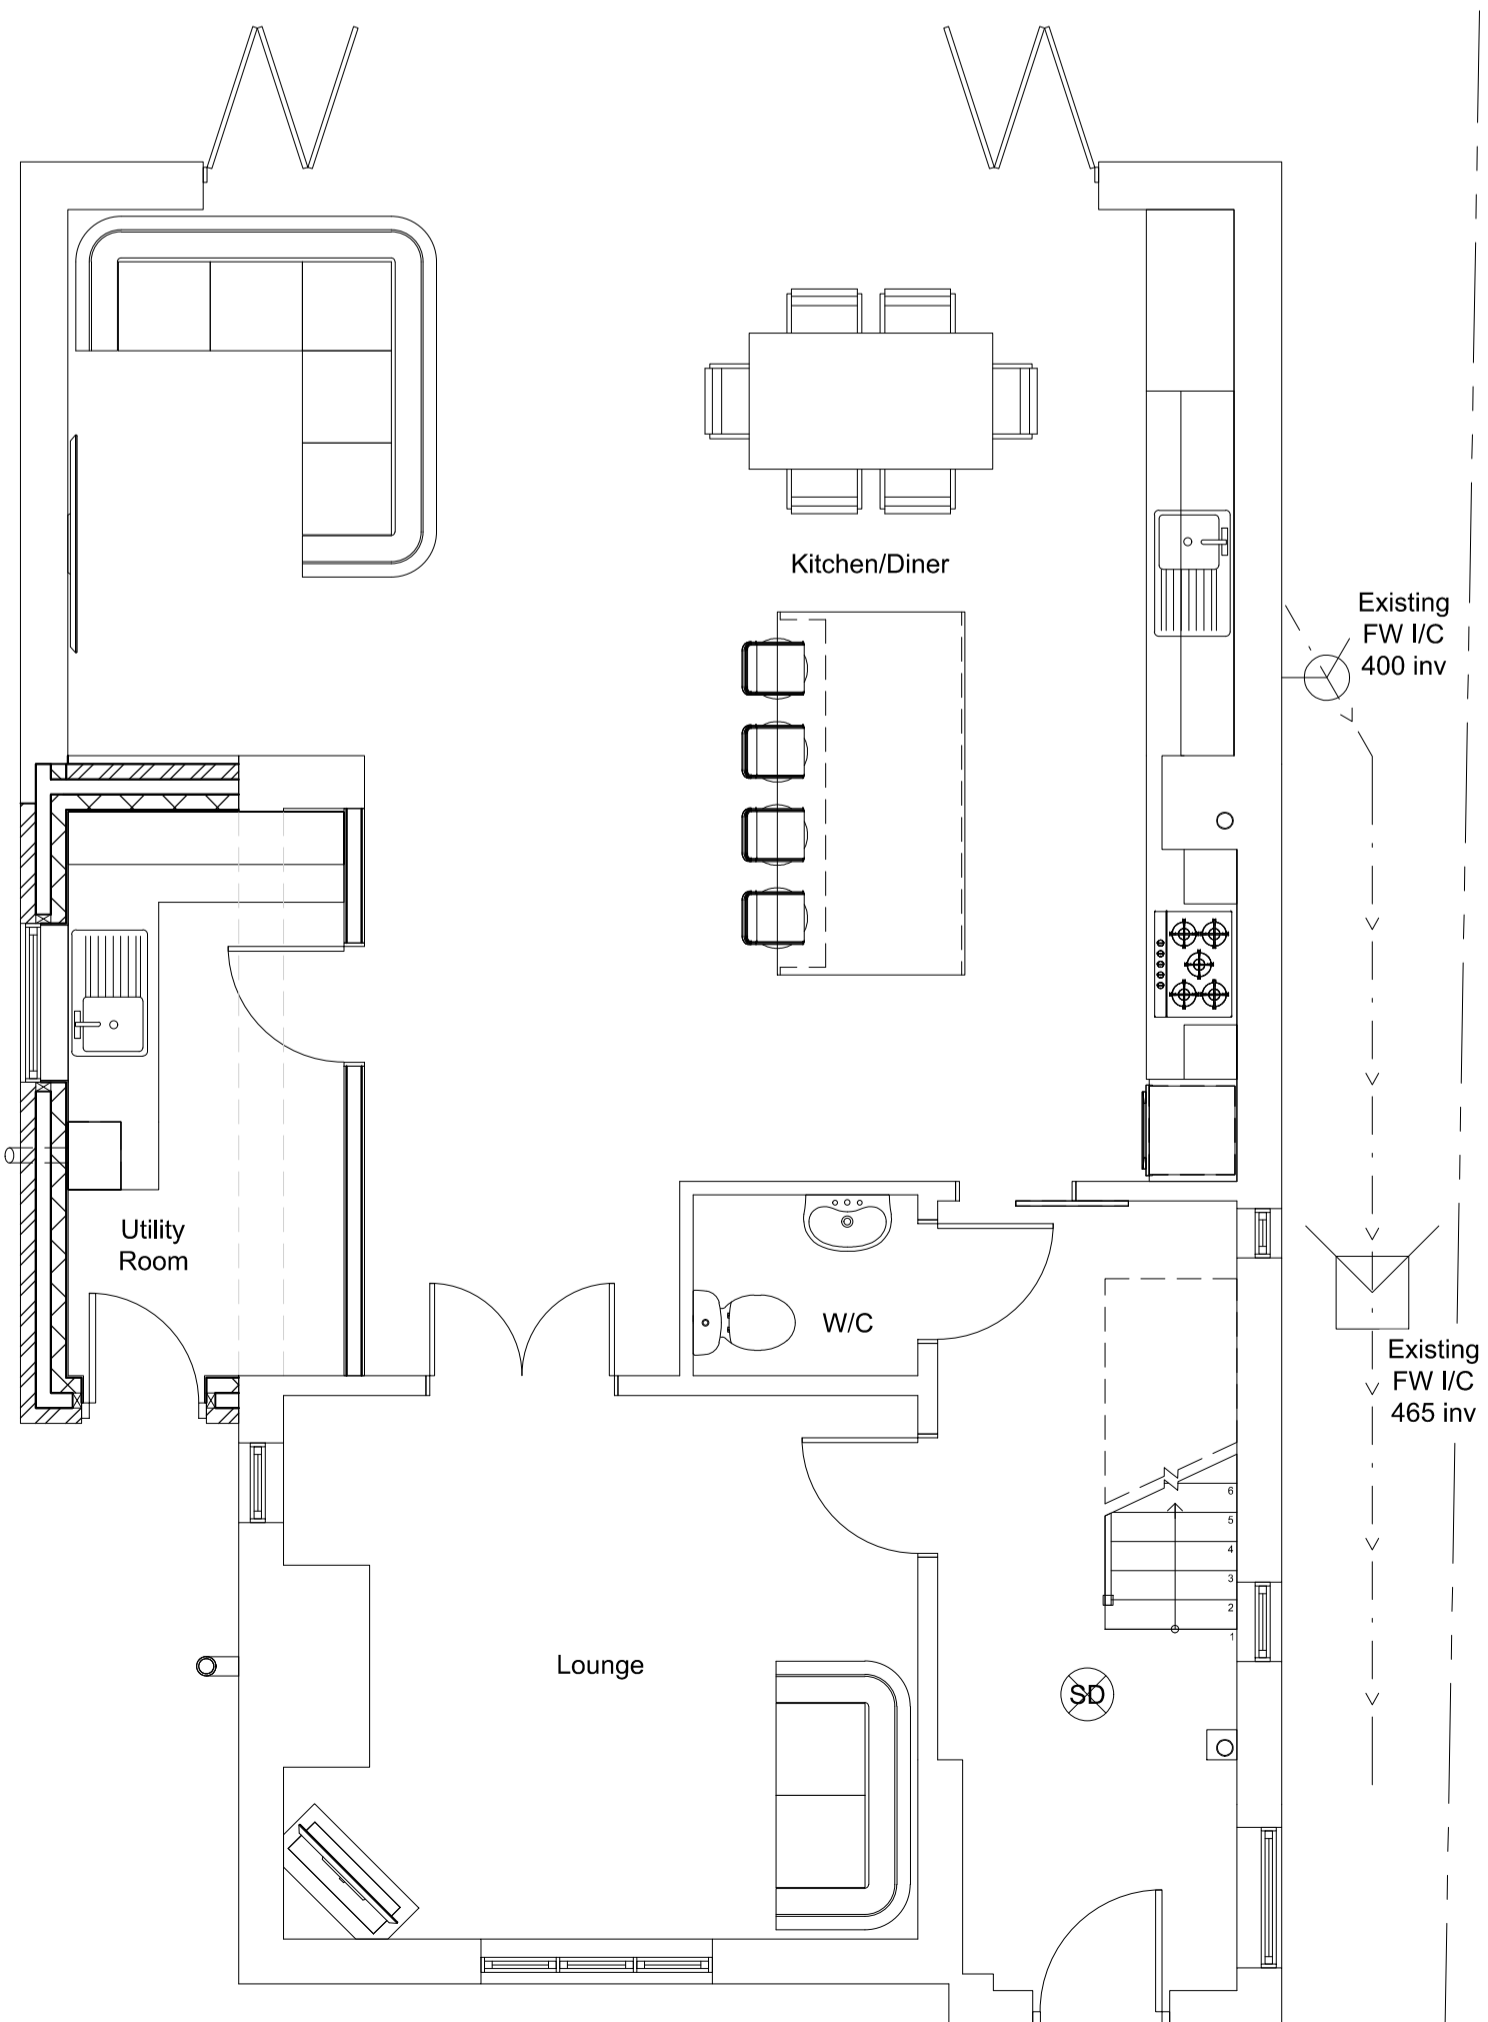 Kitchen/Diner
Existing
FW I/C
400 inv
Utility
Room
W/C
Existing
FW I/C
465 inv
6
5
4
3
2
1
Lounge
SD